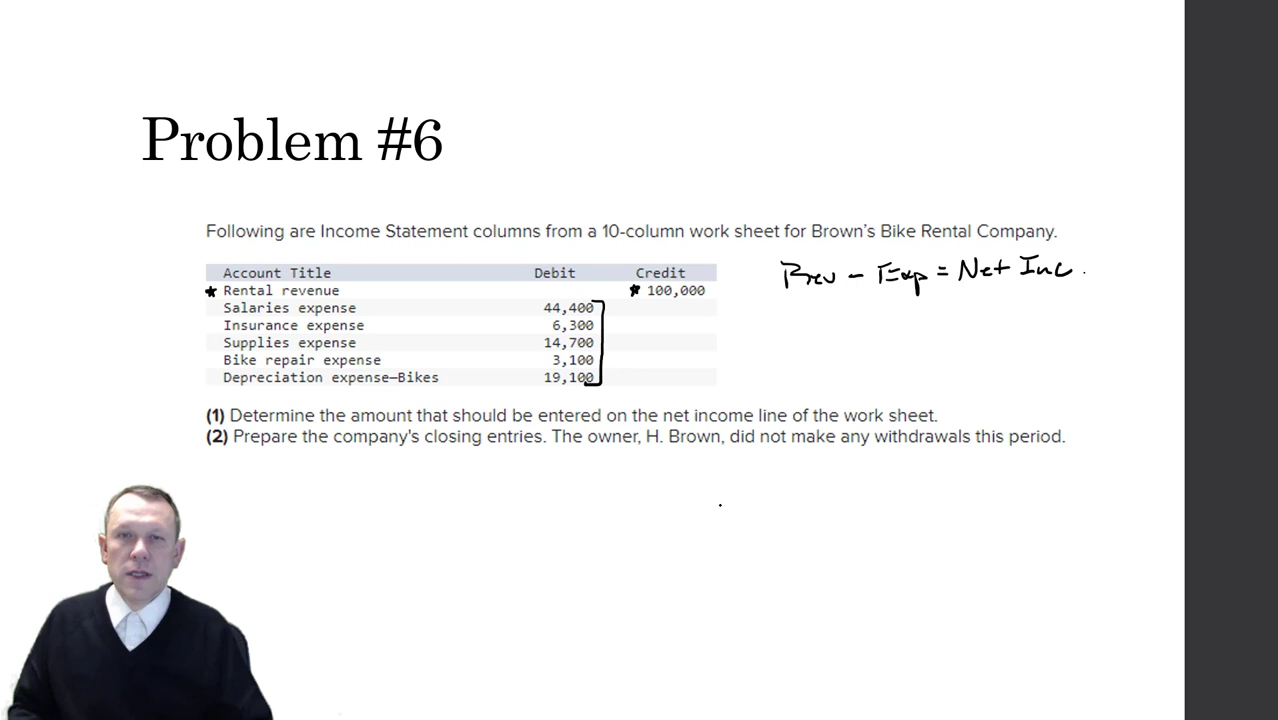 Problem #6
Following are Income Statement columns from a 10-column work sheet for Brown's Bike Rental Company.
Account Title Debit Credit
Rental revenue 100,000
Salaries expense 44,400
Insurance expense 6,300
Supplies expense 14,700
Bike repair expense 3,100
Depreciation expense—Bikes 19,100
Rev - Exp = Net Inc.
(1) Determine the amount that should be entered on the net income line of the work sheet.
(2) Prepare the company's closing entries. The owner, H. Brown, did not make any withdrawals this period.